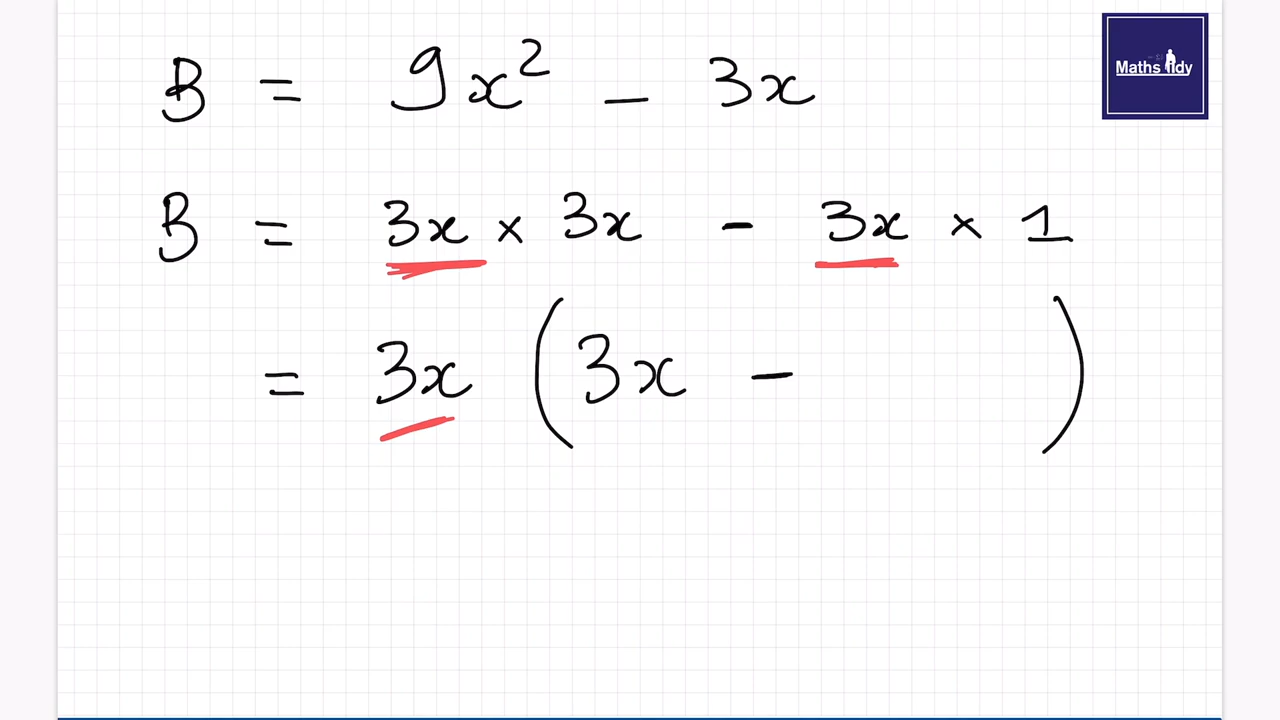 B = 9x² - 3x
B = 3x × 3x - 3x × 1
= 3x (3x - )